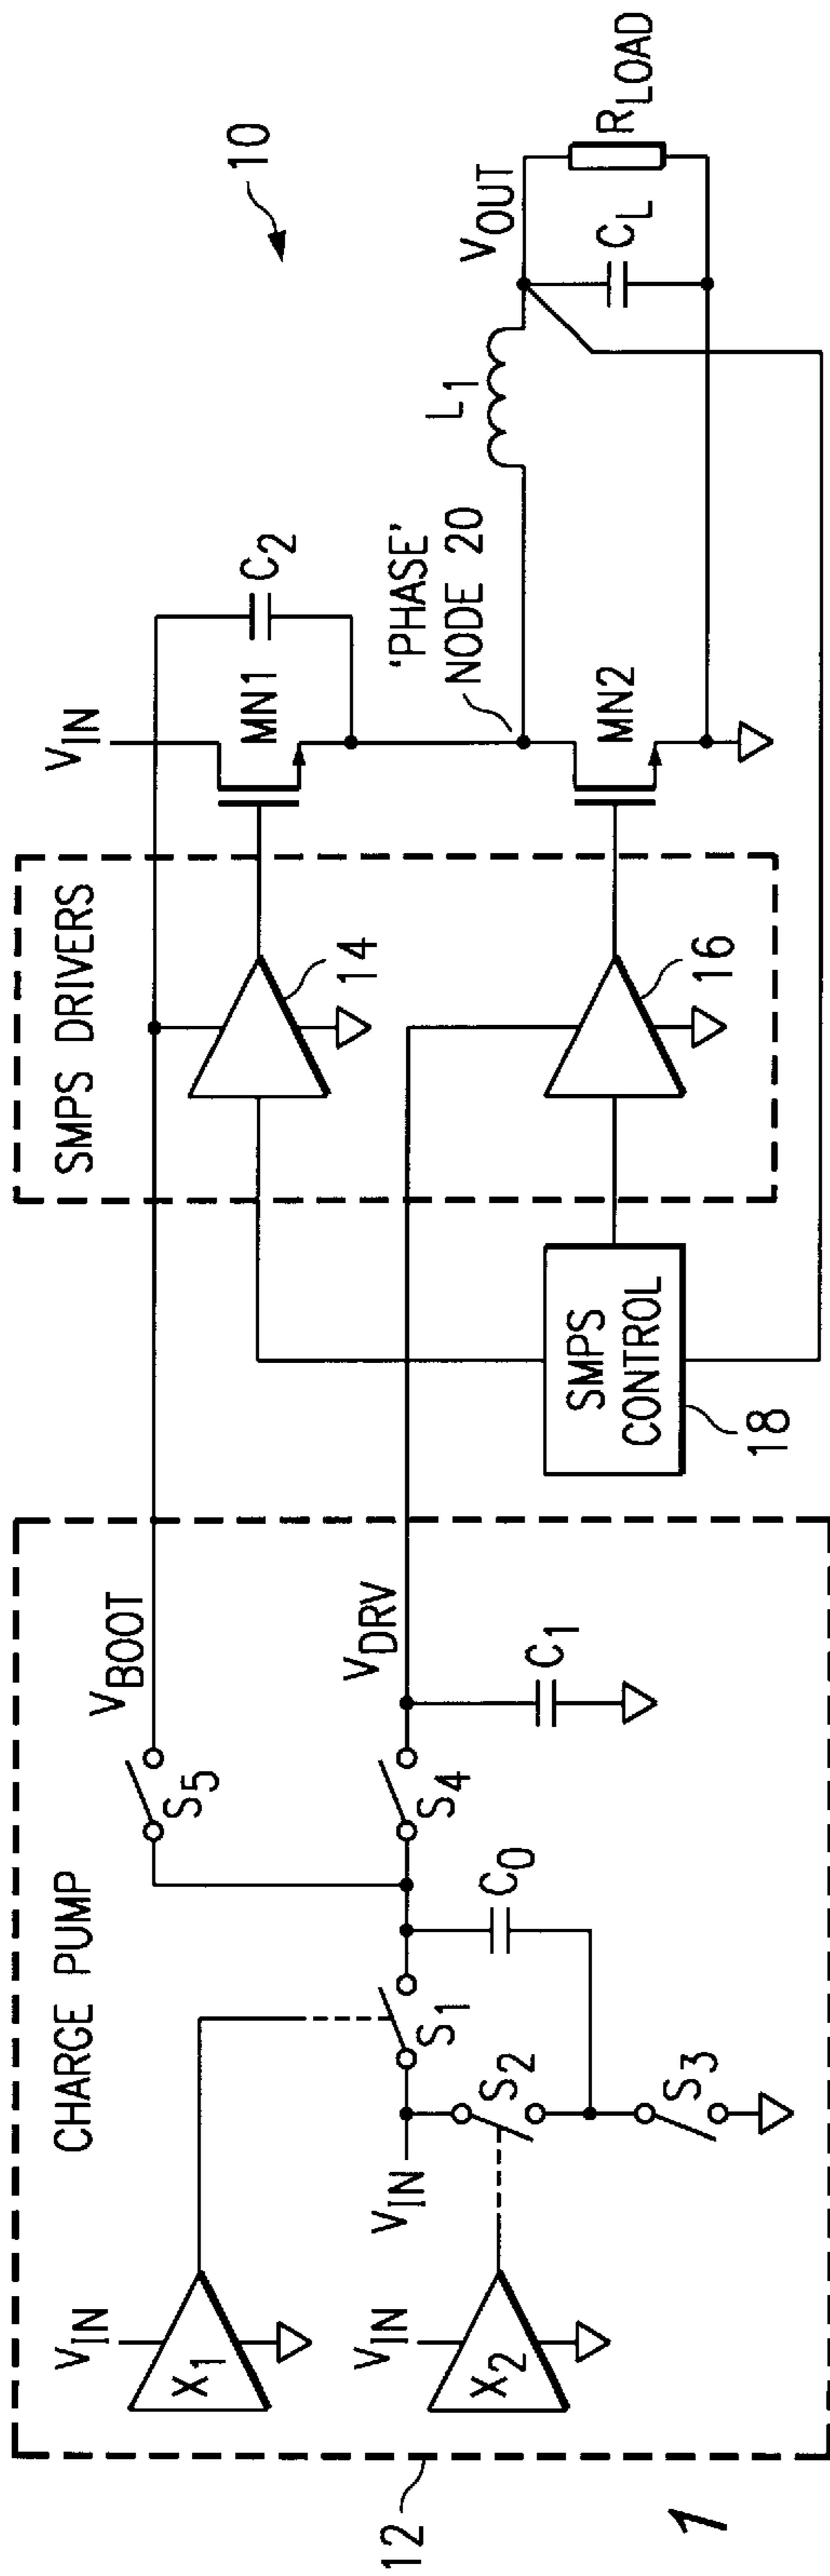 CHARGE PUMP
V_IN
X_1
V_IN
X_2
V_IN
S_1
S_2
S_3
C_0
S_5
S_4
V_BOOT
V_DRV
C_1
12
SMPS
CONTROL
18
SMPS DRIVERS
14
16
V_IN
MN1
C_2
'PHASE'
NODE 20
MN2
L_1
V_OUT
C_L
R_LOAD
10
1